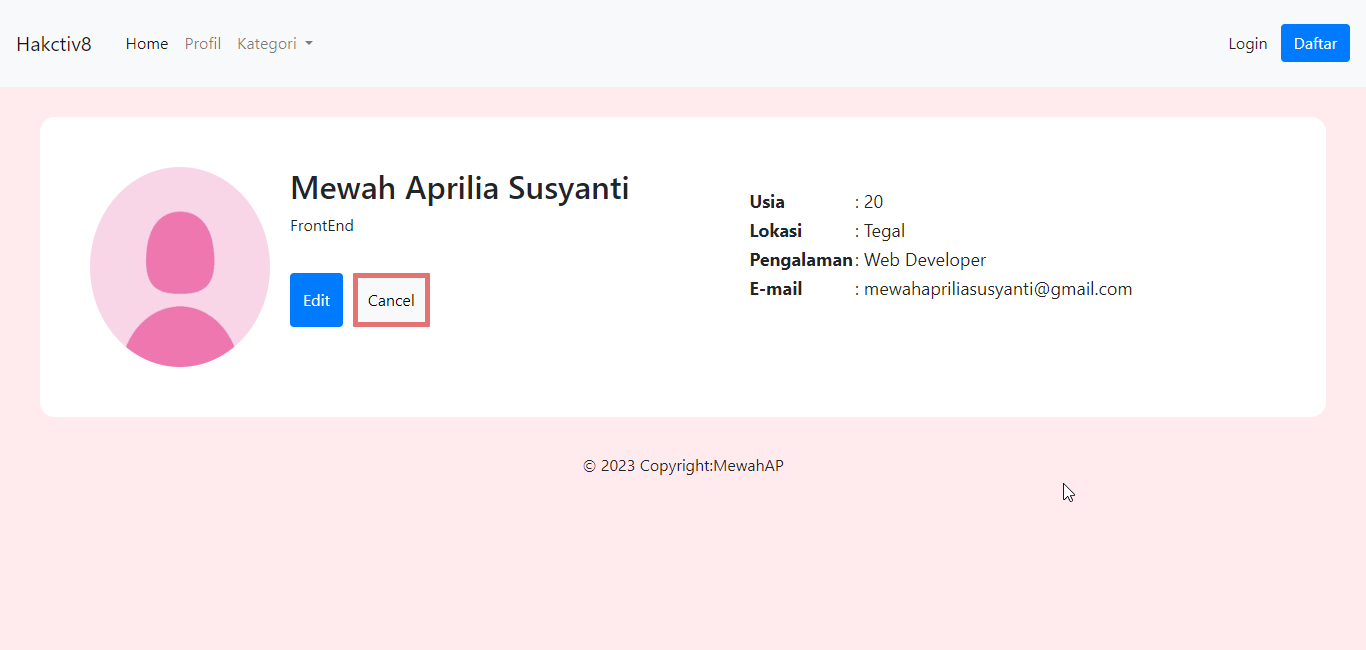 Hakctiv8 Home Profil Kategori Login Daftar
Mewah Aprilia Susyanti
FrontEnd
Edit Cancel
Usia : 20
Lokasi : Tegal
Pengalaman : Web Developer
E-mail : mewahapriliasusyanti@gmail.com
© 2023 Copyright:MewahAP